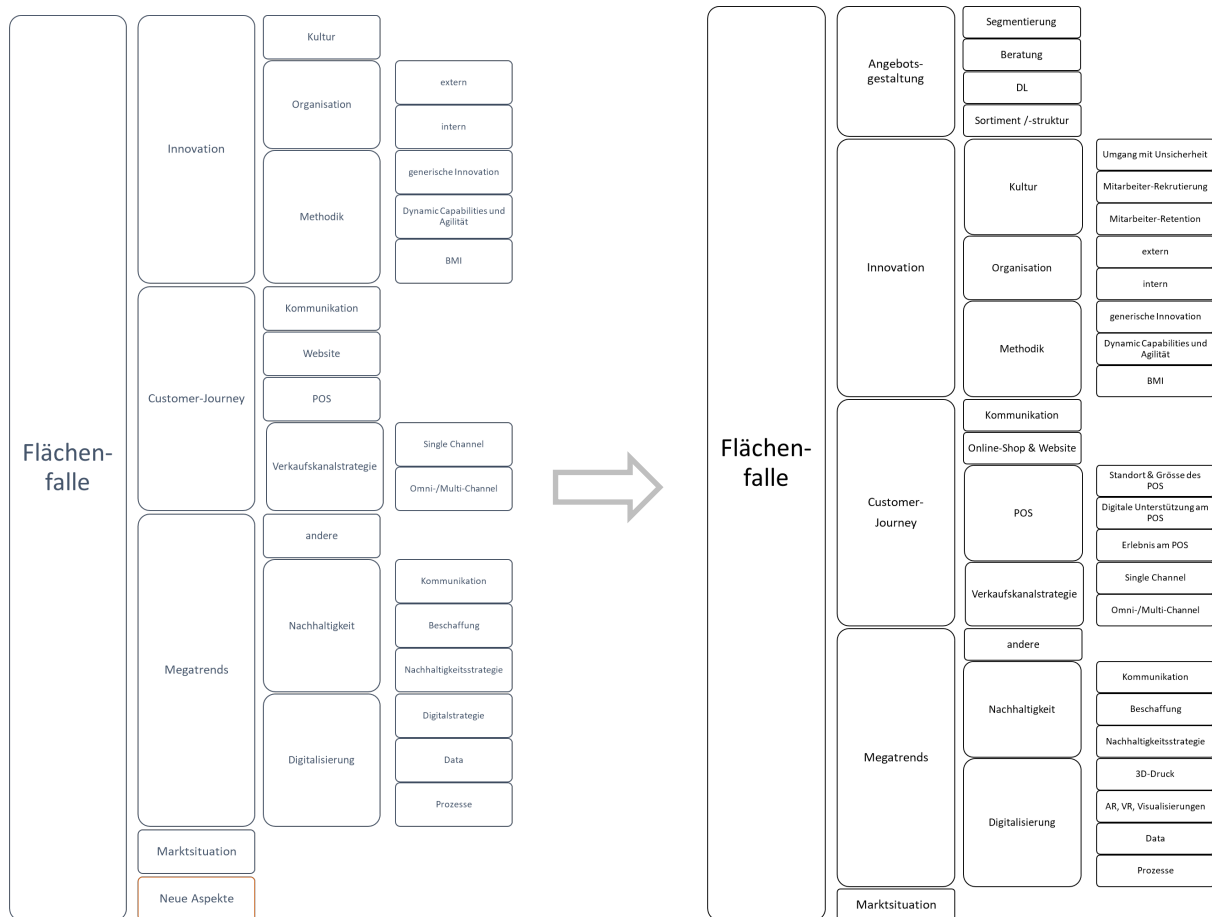 Flächen-
falle
Innovation
Kultur
Organisation
extern
intern
Methodik
generische Innovation
Dynamic Capabilities und
Agilität
BMI
Customer-Journey
Kommunikation
Website
POS
Verkaufskanalstrategie
Single Channel
Omni-/Multi-Channel
Megatrends
andere
Nachhaltigkeit
Kommunikation
Beschaffung
Nachhaltigkeitsstrategie
Digitalisierung
Digitalstrategie
Data
Prozesse
Marktsituation
Neue Aspekte
Flächen-
falle
Angebots-
gestaltung
Segmentierung
Beratung
DL
Sortiment /-struktur
Innovation
Kultur
Umgang mit Unsicherheit
Mitarbeiter-Rekrutierung
Mitarbeiter-Retention
Organisation
extern
intern
Methodik
generische Innovation
Dynamic Capabilities und
Agilität
BMI
Customer-
Journey
Kommunikation
Online-Shop & Website
POS
Standort & Grösse des
POS
Digitale Unterstützung am
POS
Erlebnis am POS
Verkaufskanalstrategie
Single Channel
Omni-/Multi-Channel
Megatrends
andere
Nachhaltigkeit
Kommunikation
Beschaffung
Nachhaltigkeitsstrategie
Digitalisierung
3D-Druck
AR, VR, Visualisierungen
Data
Prozesse
Marktsituation